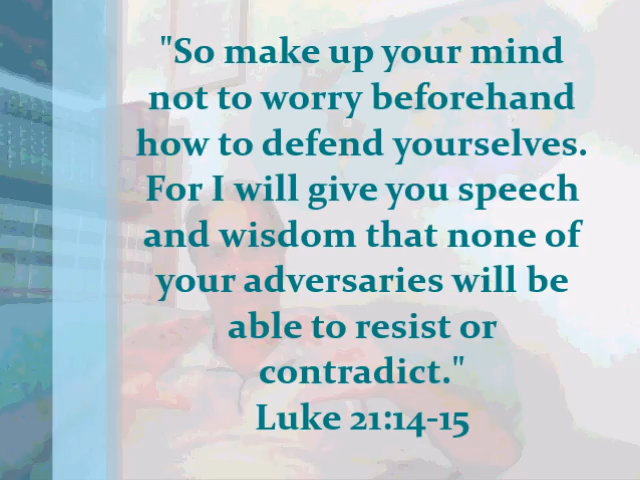 "So make up your mind
not to worry beforehand
how to defend yourselves.
For I will give you speech
and wisdom that none of
your adversaries will be
able to resist or
contradict."
Luke 21:14-15